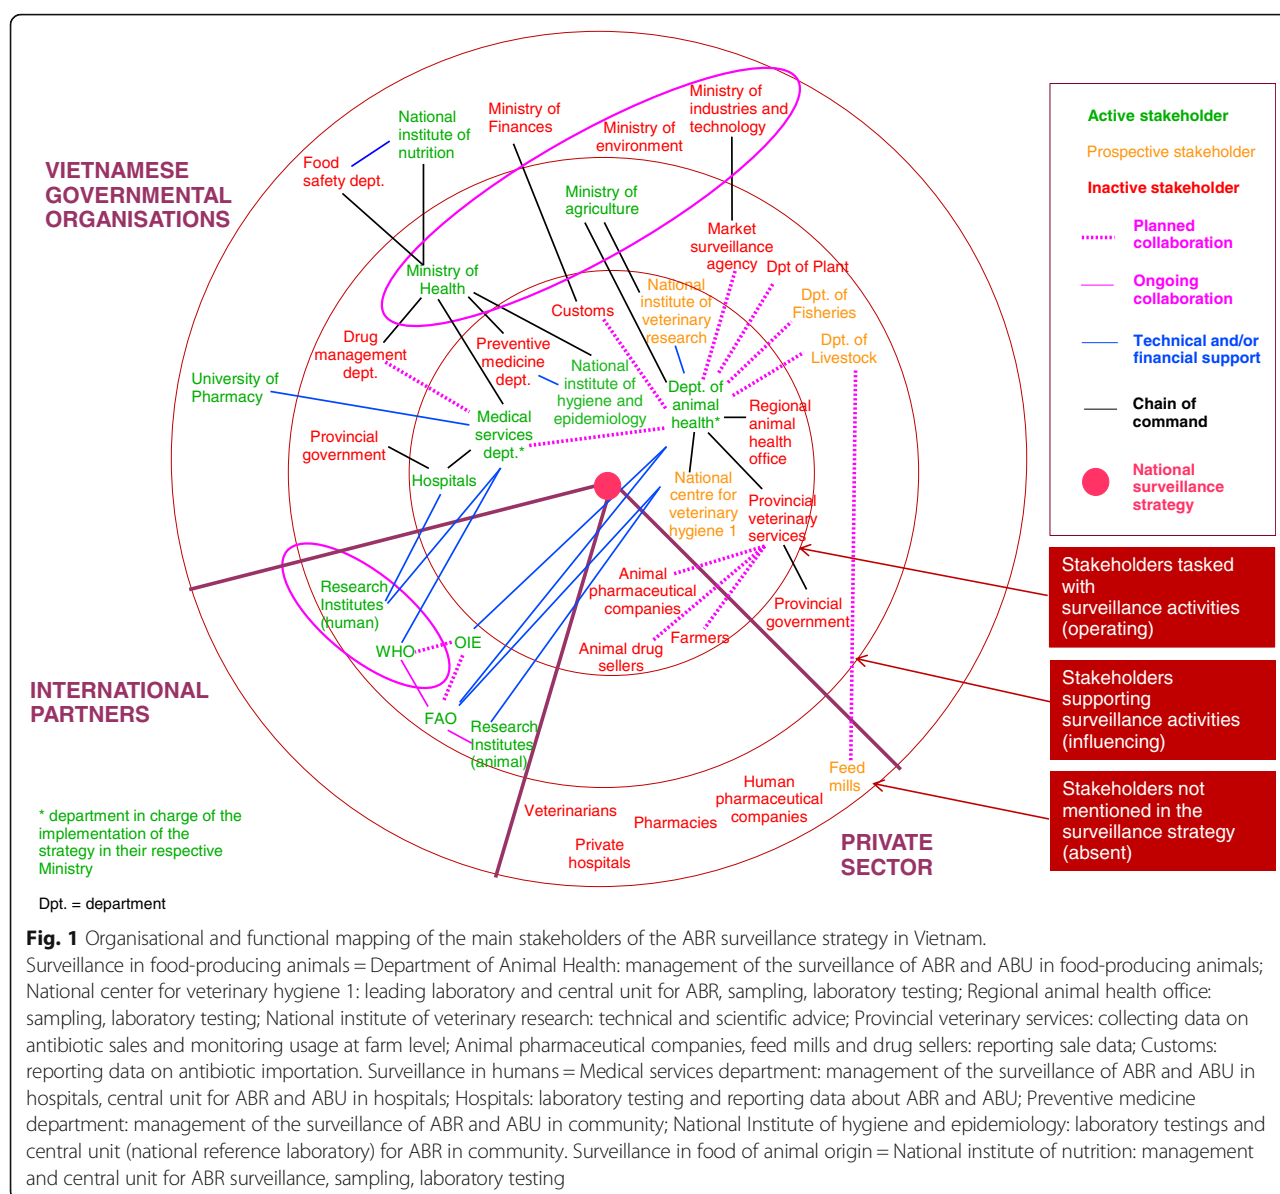 VIETNAMESE
GOVERNMENTAL
ORGANISATIONS
National
institute of
nutrition
Food
safety dept.
Ministry of
Finances
Ministry of
environment
Ministry of
industries and
technology
Ministry of
agriculture
Market
surveillance
agency
Dpt of Plant
Ministry of
Health
National
institute of
veterinary
research
Dpt. of
Fisheries
Customs
Dpt. of
Livestock
Drug
management
dept.
Preventive
medicine
dept.
National
institute of
hygiene and
epidemiology
Dept. of
animal
health*
University of
Pharmacy
Medical
services
dept.*
Regional
animal
health
office
Provincial
government
Hospitals
National
centre for
veterinary
hygiene 1
Provincial
veterinary
services
Animal
pharmaceutical
companies
Provincial
government
Farmers
Animal drug
sellers
Research
Institutes
(human)
WHO
OIE
FAO
Research
Institutes
(animal)
INTERNATIONAL
PARTNERS
Feed
mills
Human
pharmaceutical
companies
Veterinarians
Pharmacies
Private
hospitals
PRIVATE
SECTOR
* department in charge of the
implementation of the
strategy in their respective
Ministry
Dpt. = department
Active stakeholder
Prospective stakeholder
Inactive stakeholder
Planned
collaboration
Ongoing
collaboration
Technical and/or
financial support
Chain of
command
National
surveillance
strategy
Stakeholders tasked
with
surveillance activities
(operating)
Stakeholders
supporting
surveillance activities
(influencing)
Stakeholders not
mentioned in the
surveillance strategy
(absent)
Fig. 1 Organisational and functional mapping of the main stakeholders of the ABR surveillance strategy in Vietnam.
Surveillance in food-producing animals = Department of Animal Health: management of the surveillance of ABR and ABU in food-producing animals;
National center for veterinary hygiene 1: leading laboratory and central unit for ABR, sampling, laboratory testing; Regional animal health office:
sampling, laboratory testing; National institute of veterinary research: technical and scientific advice; Provincial veterinary services: collecting data on
antibiotic sales and monitoring usage at farm level; Animal pharmaceutical companies, feed mills and drug sellers: reporting sale data; Customs:
reporting data on antibiotic importation. Surveillance in humans = Medical services department: management of the surveillance of ABR and ABU in
hospitals, central unit for ABR and ABU in hospitals; Hospitals: laboratory testing and reporting data about ABR and ABU; Preventive medicine
department: management of the surveillance of ABR and ABU in community; National Institute of hygiene and epidemiology: laboratory testings and
central unit (national reference laboratory) for ABR in community. Surveillance in food of animal origin = National institute of nutrition: management
and central unit for ABR surveillance, sampling, laboratory testing